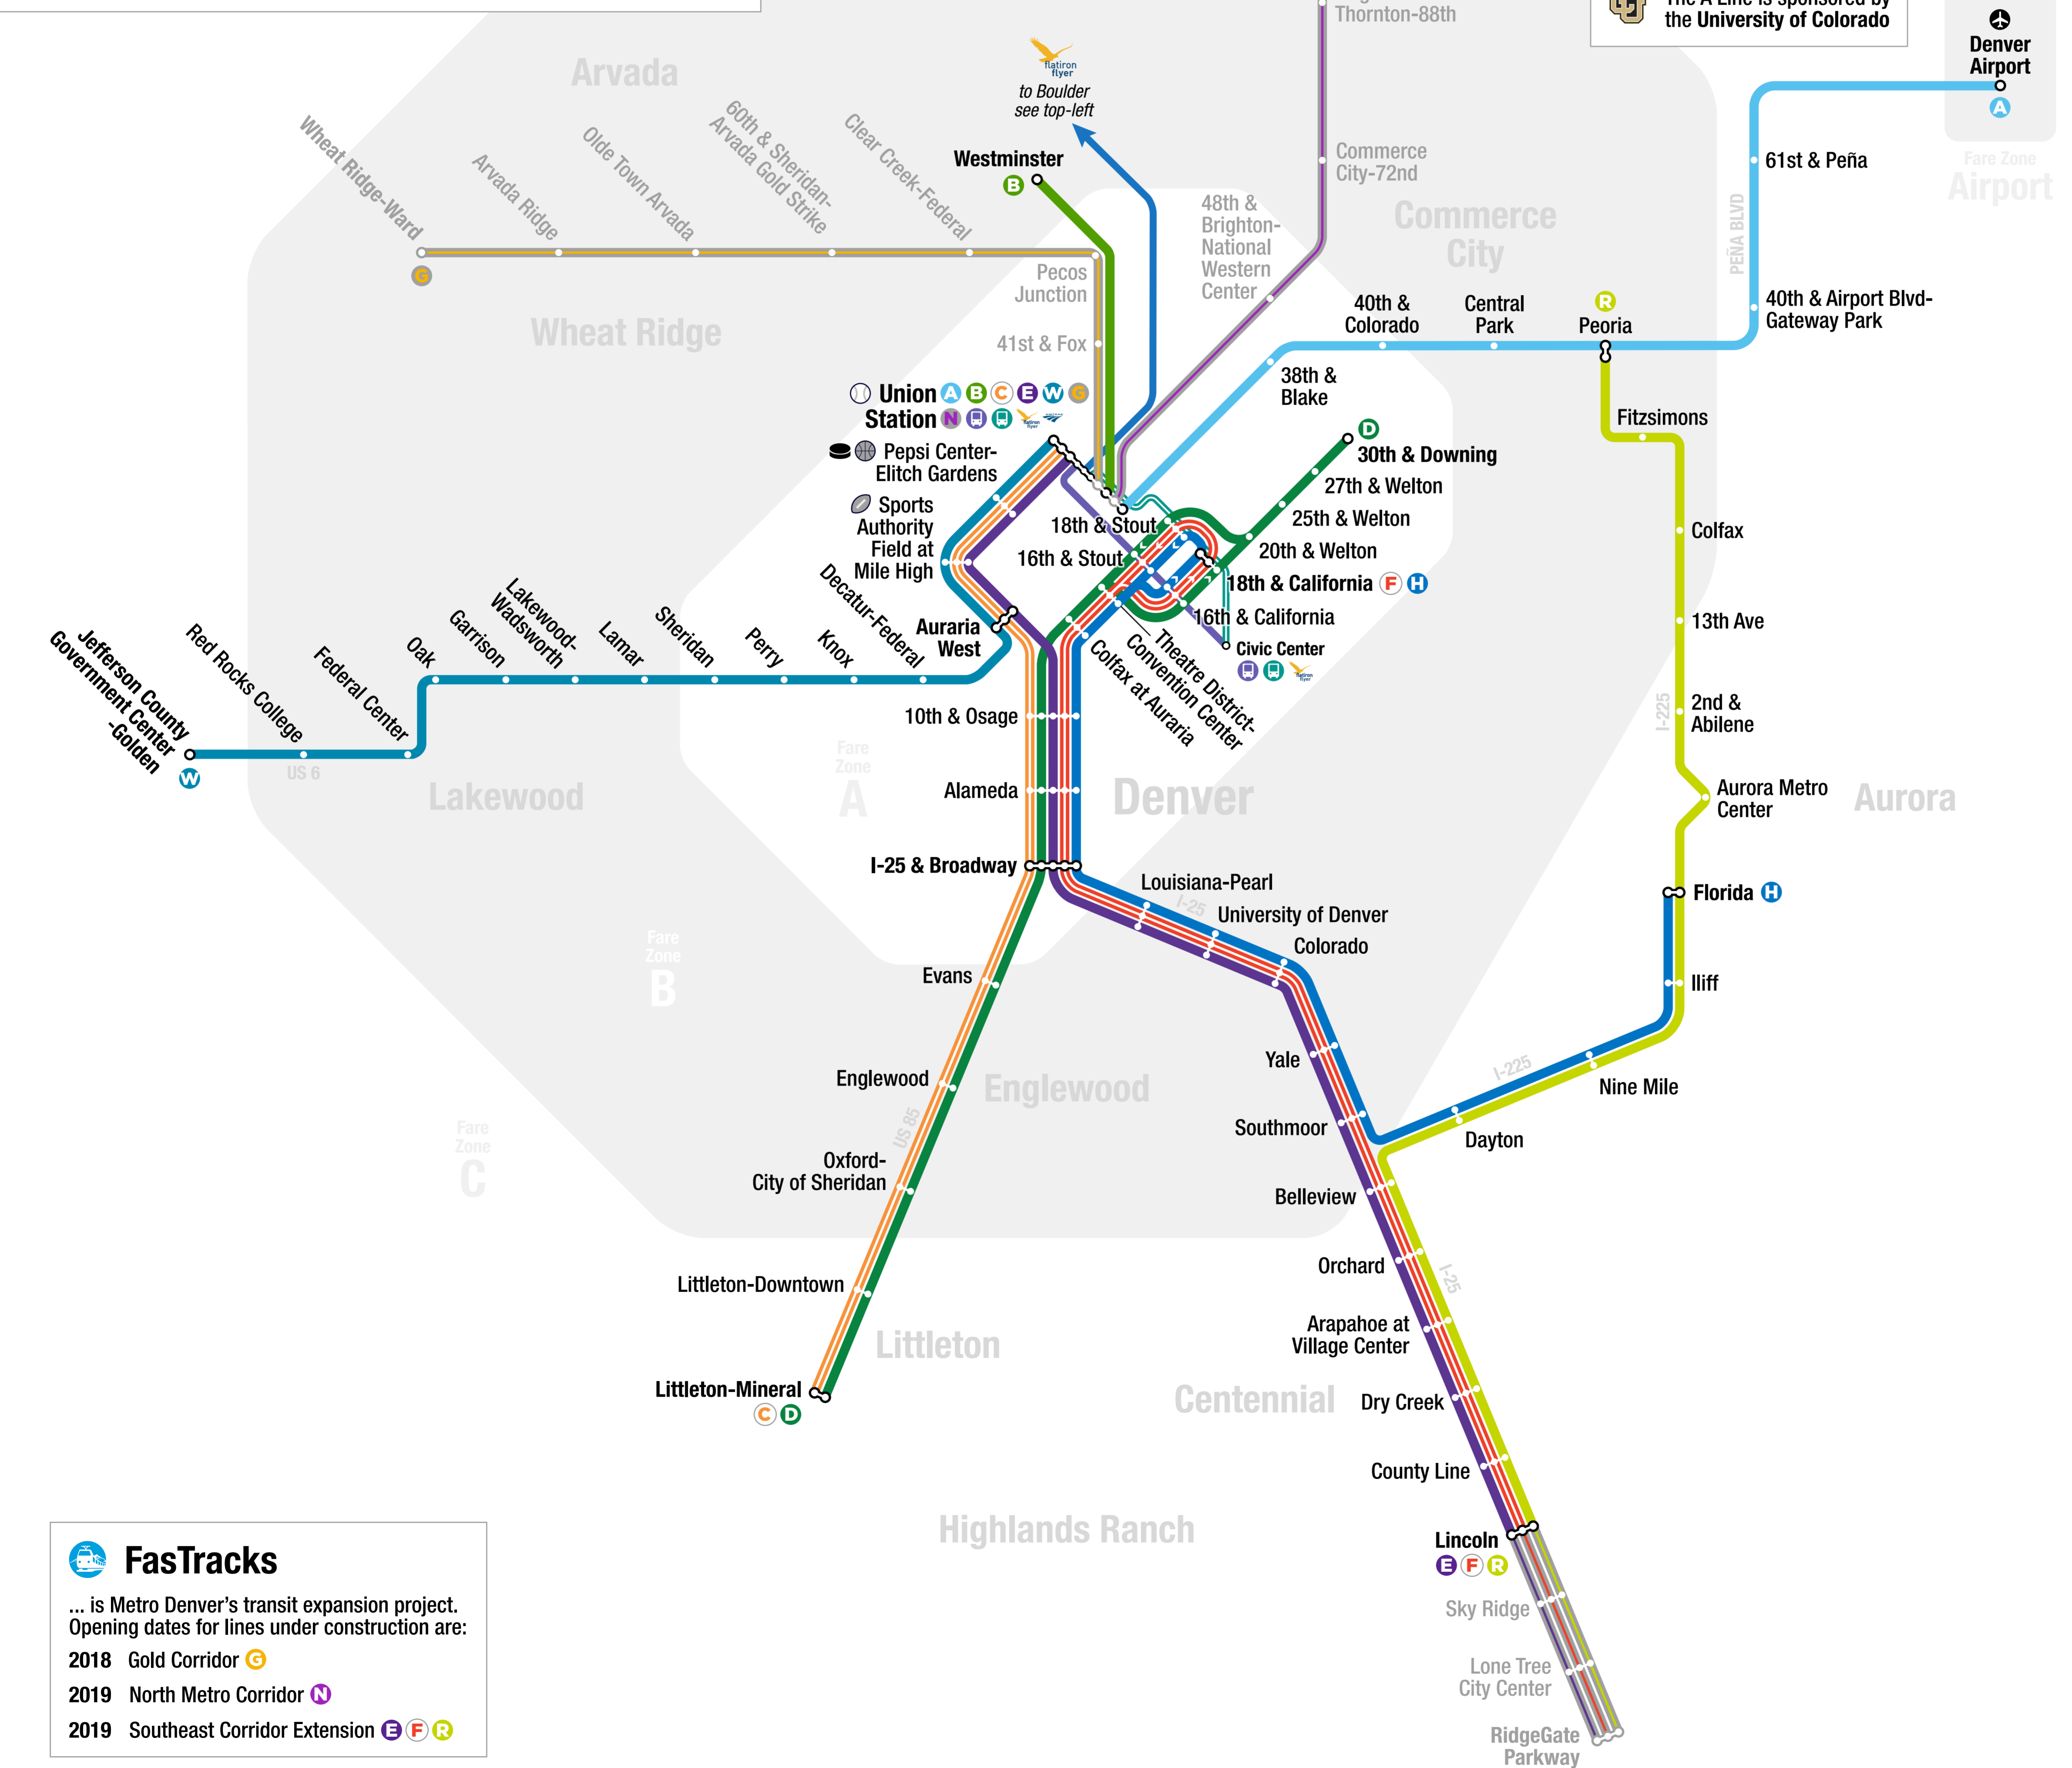 Thornton-88th
The A Line is sponsored by
the University of Colorado
Denver
Airport
A
Arvada
flatiron
flyer
to Boulder
see top-left
Westminster
B
Wheat Ridge-Ward
G
Arvada Ridge
Olde Town Arvada
60th & Sheridan-
Arvada Gold Strike
Clear Creek-Federal
Pecos
Junction
41st & Fox
Commerce
City-72nd
48th &
Brighton-
National
Western
Center
Commerce
City
61st & Peña
PEÑA BLVD
Fare Zone
Airport
40th & Airport Blvd-
Gateway Park
40th &
Colorado
Central
Park
R
Peoria
38th &
Blake
Wheat Ridge
Union A B C E W G
Station N
flatiron
flyer
Pepsi Center-
Elitch Gardens
Sports
Authority
Field at
Mile High
D
30th & Downing
27th & Welton
25th & Welton
20th & Welton
18th & California F H
16th & California
18th & Stout
16th & Stout
Civic Center
flatiron
flyer
Theatre District-
Convention Center
Colfax at Auraria
Auraria
West
Decatur-Federal
Knox
Perry
Sheridan
Lamar
Lakewood-
Wadsworth
Garrison
Oak
Federal Center
Red Rocks College
Jefferson County
Government Center
-Golden
W
US 6
Lakewood
Fitzsimons
Colfax
13th Ave
2nd &
Abilene
I-225
Aurora Metro
Center
Aurora
Florida H
Iliff
Nine Mile
I-225
Dayton
10th & Osage
Alameda
I-25 & Broadway
Fare
Zone
A
Denver
Fare
Zone
B
Fare
Zone
C
Louisiana-Pearl
I-25
University of Denver
Colorado
Yale
Southmoor
Belleview
Orchard
I-25
Arapahoe at
Village Center
Dry Creek
County Line
Lincoln
E F R
Sky Ridge
Lone Tree
City Center
RidgeGate
Parkway
Evans
Englewood
Englewood
US 85
Oxford-
City of Sheridan
Littleton-Downtown
Littleton
Littleton-Mineral
C D
Centennial
Highlands Ranch
FasTracks
... is Metro Denver’s transit expansion project.
Opening dates for lines under construction are:
2018 Gold Corridor G
2019 North Metro Corridor N
2019 Southeast Corridor Extension E F R